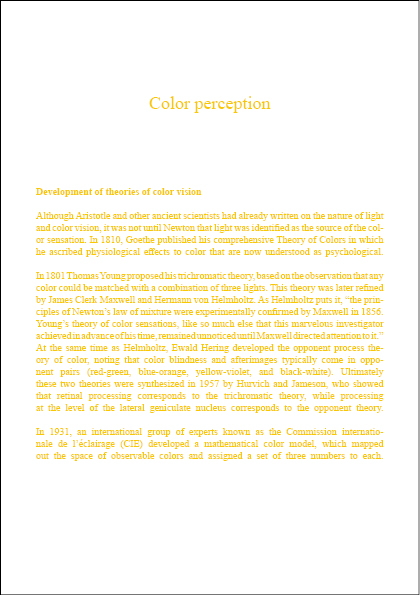 Color perception
Development of theories of color vision
Although Aristotle and other ancient scientists had already written on the nature of light
and color vision, it was not until Newton that light was identified as the source of the col-
or sensation. In 1810, Goethe published his comprehensive Theory of Colors in which
he ascribed physiological effects to color that are now understood as psychological.
In 1801 Thomas Young proposed his trichromatic theory, based on the observation that any
color could be matched with a combination of three lights. This theory was later refined
by James Clerk Maxwell and Hermann von Helmholtz. As Helmholtz puts it, “the prin-
ciples of Newton’s law of mixture were experimentally confirmed by Maxwell in 1856.
Young’s theory of color sensations, like so much else that this marvelous investigator
achieved in advance of his time, remained unnoticed until Maxwell directed attention to it.”
At the same time as Helmholtz, Ewald Hering developed the opponent process the-
ory of color, noting that color blindness and afterimages typically come in oppo-
nent pairs (red-green, blue-orange, yellow-violet, and black-white). Ultimately
these two theories were synthesized in 1957 by Hurvich and Jameson, who showed
that retinal processing corresponds to the trichromatic theory, while processing
at the level of the lateral geniculate nucleus corresponds to the opponent theory.
In 1931, an international group of experts known as the Commission internatio-
nale de l’éclairage (CIE) developed a mathematical color model, which mapped
out the space of observable colors and assigned a set of three numbers to each.